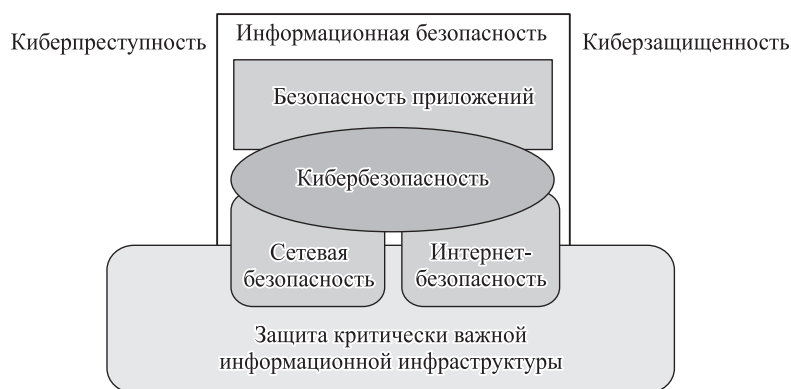 Киберпреступность
Информационная безопасность
Киберзащищенность
Безопасность приложений
Кибербезопасность
Сетевая
безопасность
Интернет-
безопасность
Защита критически важной
информационной инфраструктуры